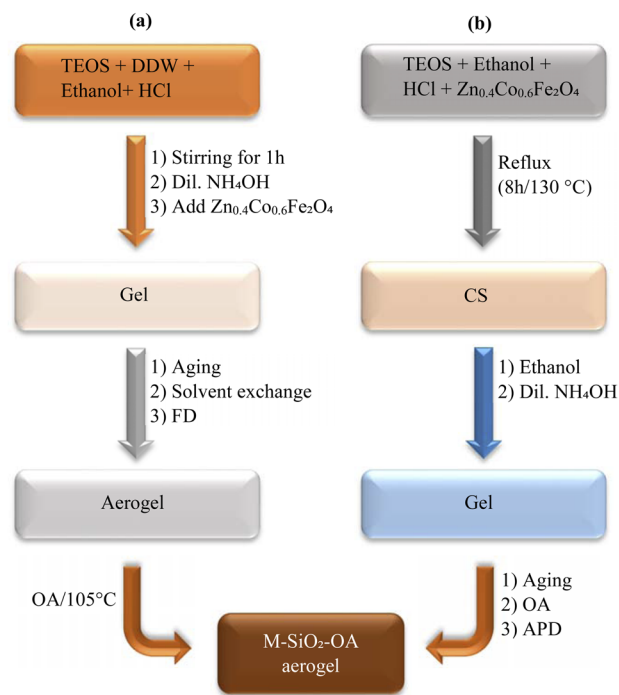 (a)
TEOS + DDW +
Ethanol+ HCl
1) Stirring for 1h
2) Dil. NH₄OH
3) Add Zn₀.₄Co₀.₆Fe₂O₄
Gel
1) Aging
2) Solvent exchange
3) FD
Aerogel
OA/105°C
(b)
TEOS + Ethanol +
HCl + Zn₀.₄Co₀.₆Fe₂O₄
Reflux
(8h/130 °C)
CS
1) Ethanol
2) Dil. NH₄OH
Gel
1) Aging
2) OA
3) APD
M-SiO₂-OA
aerogel